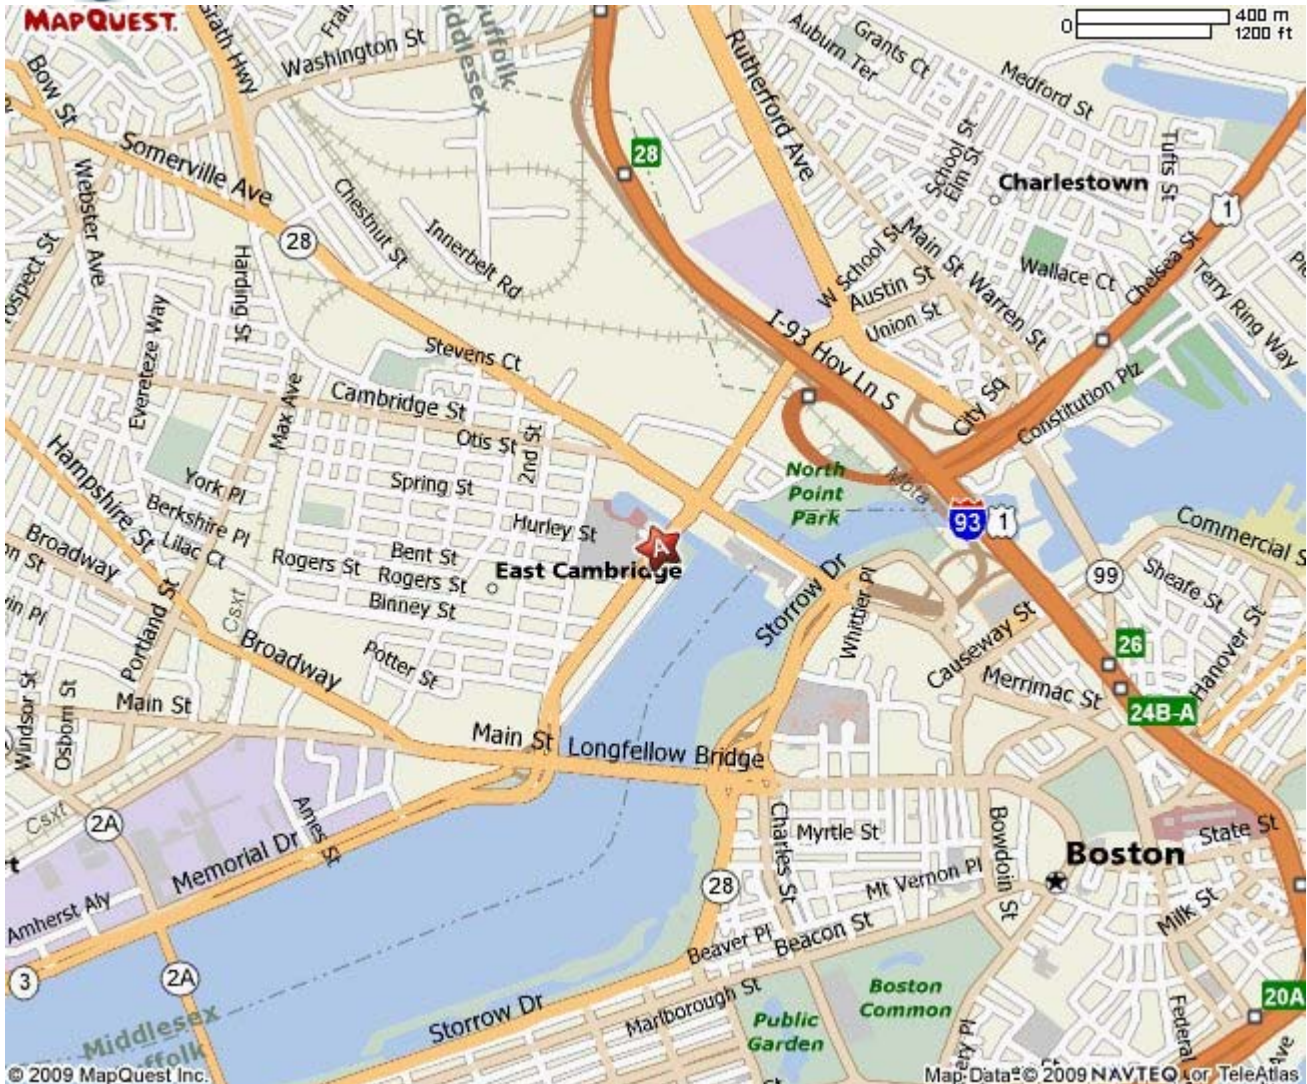 MAPQUEST.
400 m
0
1200 ft
Grath Hwy
Washington St
Suffolk
Middlesex
Rutherford Ave
Auburn Ter
Grants Ct
Medford St
Bow St
Somerville Ave
Webster Ave
28
School St
Elm St
Tufts St
Charlestown
1
Chestnut St
Innerbelt Rd
28
Harding St
Prospect St
Evereteze Way
W School St
Main St
Austin St
Union St
Warren St
Wallace Ct
Chelsea St
Terry Ring Way
I-93 Hov Ln S
Stevens Ct
Cambridge St
Max Ave
Otis St
2nd St
City Sq
Constitution Plz
Hampshire St
York Pl
Berkshire Pl
Lilac Ct
Spring St
Hurley St
North
Point
Park
93
1
Commercial S
Broadway
Rogers St
Bent St
Rogers St
Binney St
A
East Cambridge
99
Sheafe St
Portland St
Csxt
Storrow Dr
Whittier Pl
Causeway St
Hanover St
26
Broadway
Potter St
Merrimac St
24B-A
Windsor St
Osborn St
Main St
Main St
Longfellow Bridge
Csxt
2A
Ames St
Memorial Dr
Charles St
Myrtle St
Bowdoin St
State St
Boston
Mt Vernon Pl
28
Amherst Aly
Milk St
Beaver Pl
Beacon St
3
2A
Storrow Dr
Marlborough St
Boston
Common
Public
Garden
Federal
20A
Ave
Middlesex
© 2009 MapQuest Inc.
Map Data © 2009 NAVTEQ or TeleAtlas